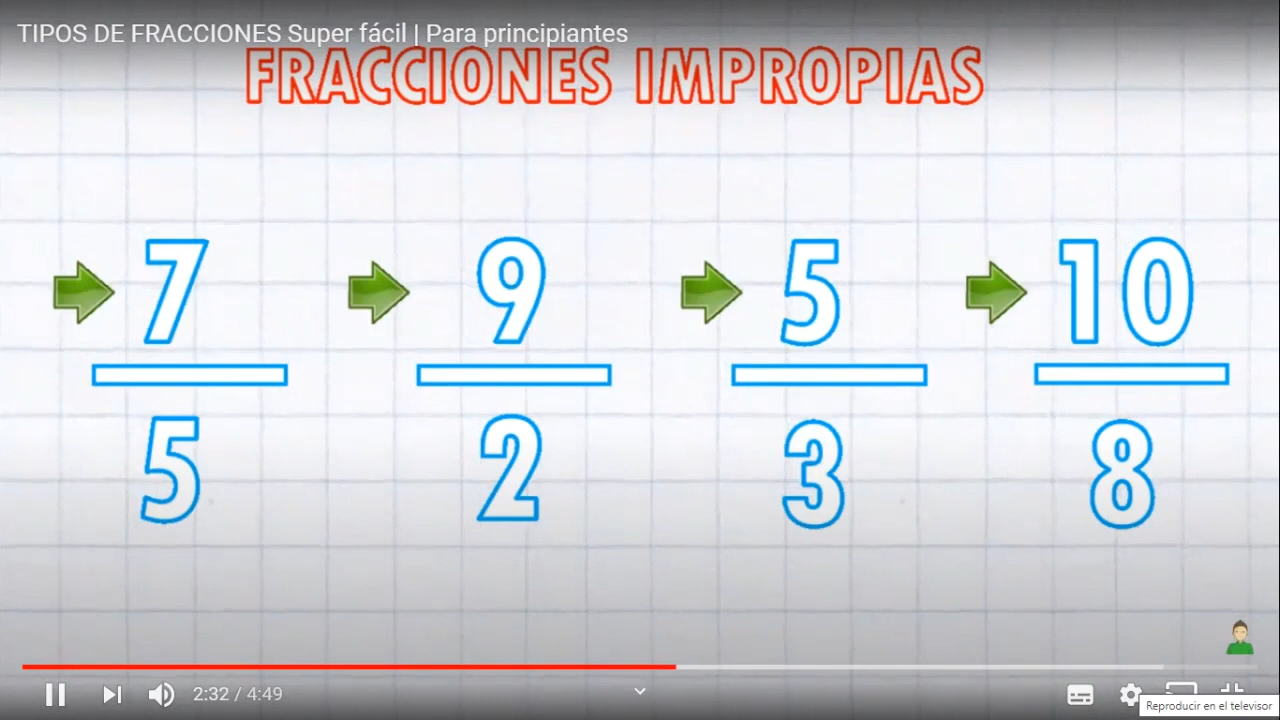 TIPOS DE FRACCIONES Super fácil | Para principiantes
FRACCIONES IMPROPIAS
7 9 5 10
5 2 3 8
2:32 / 4:49
Reproducir en el televisor